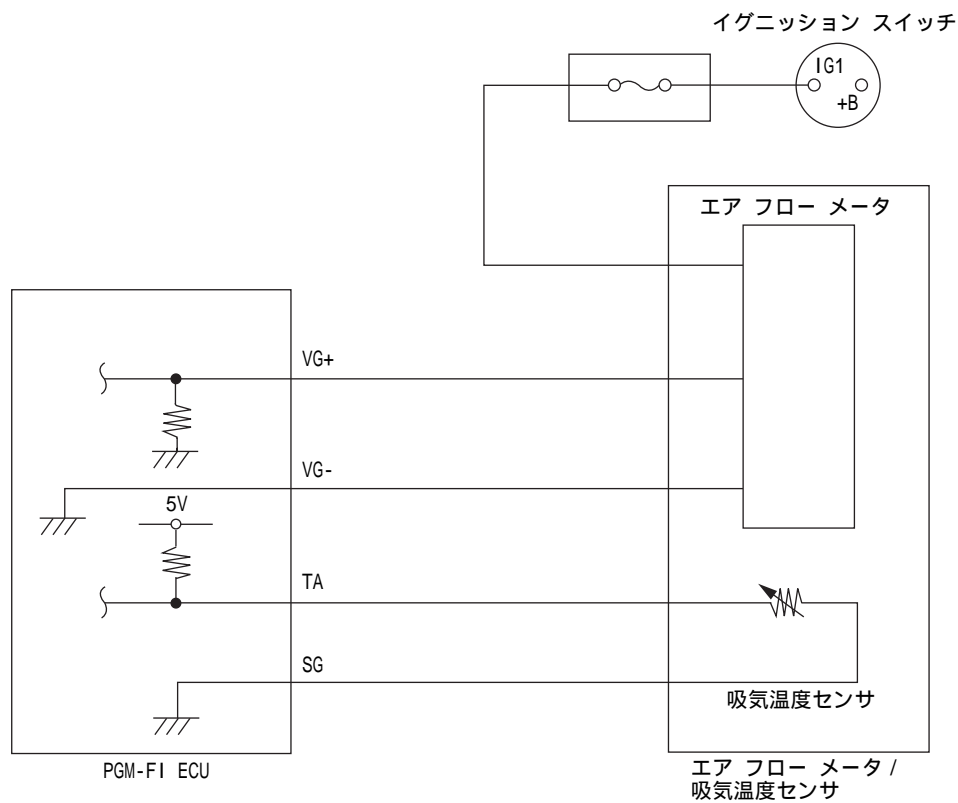 イグニッション スイッチ
IG1
+B
エア フロー メータ
VG+
VG-
5V
TA
SG
吸気温度センサ
PGM-FI ECU
エア フロー メータ /
吸気温度センサ